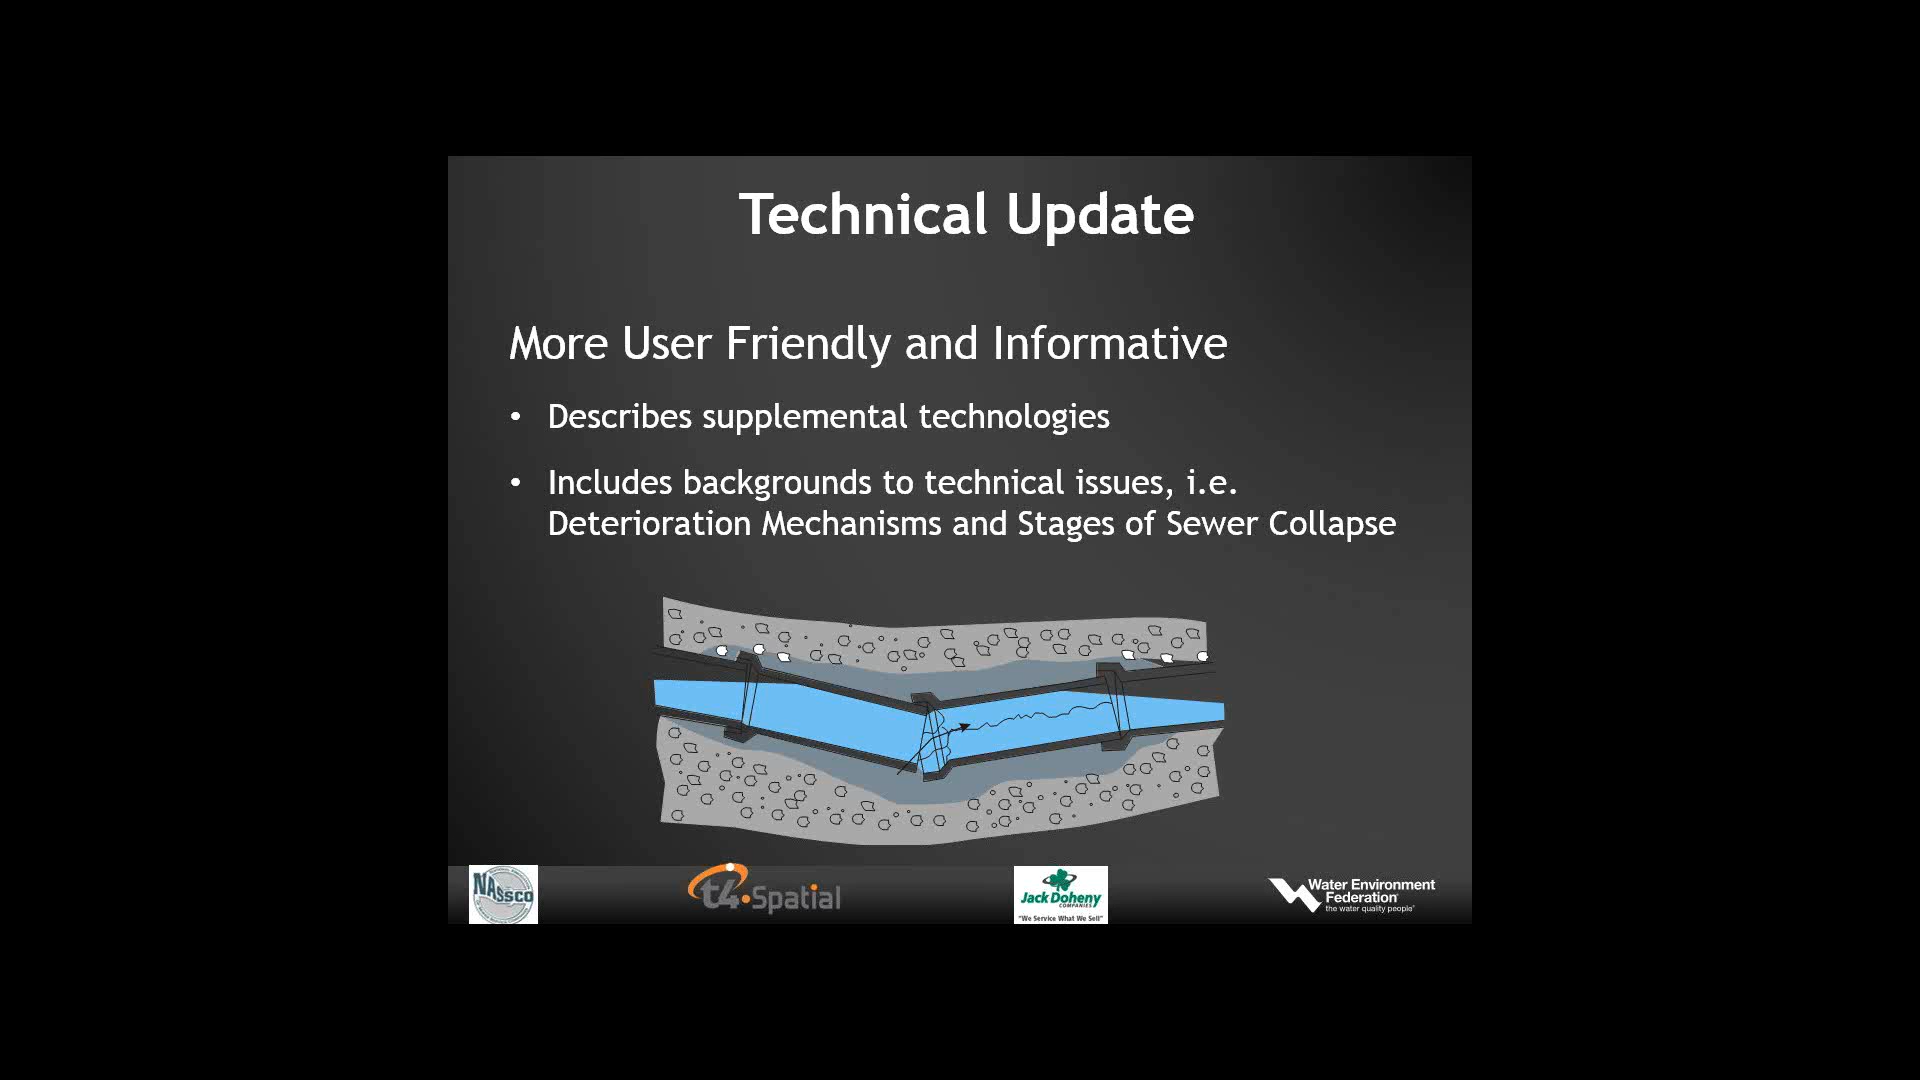 Technical Update
More User Friendly and Informative
• Describes supplemental technologies
• Includes backgrounds to technical issues, i.e.
Deterioration Mechanisms and Stages of Sewer Collapse
NASSCO
t4.Spatial
Jack Doheny
COMPANIES
"We Service What We Sell"
Water Environment
Federation
the water quality people